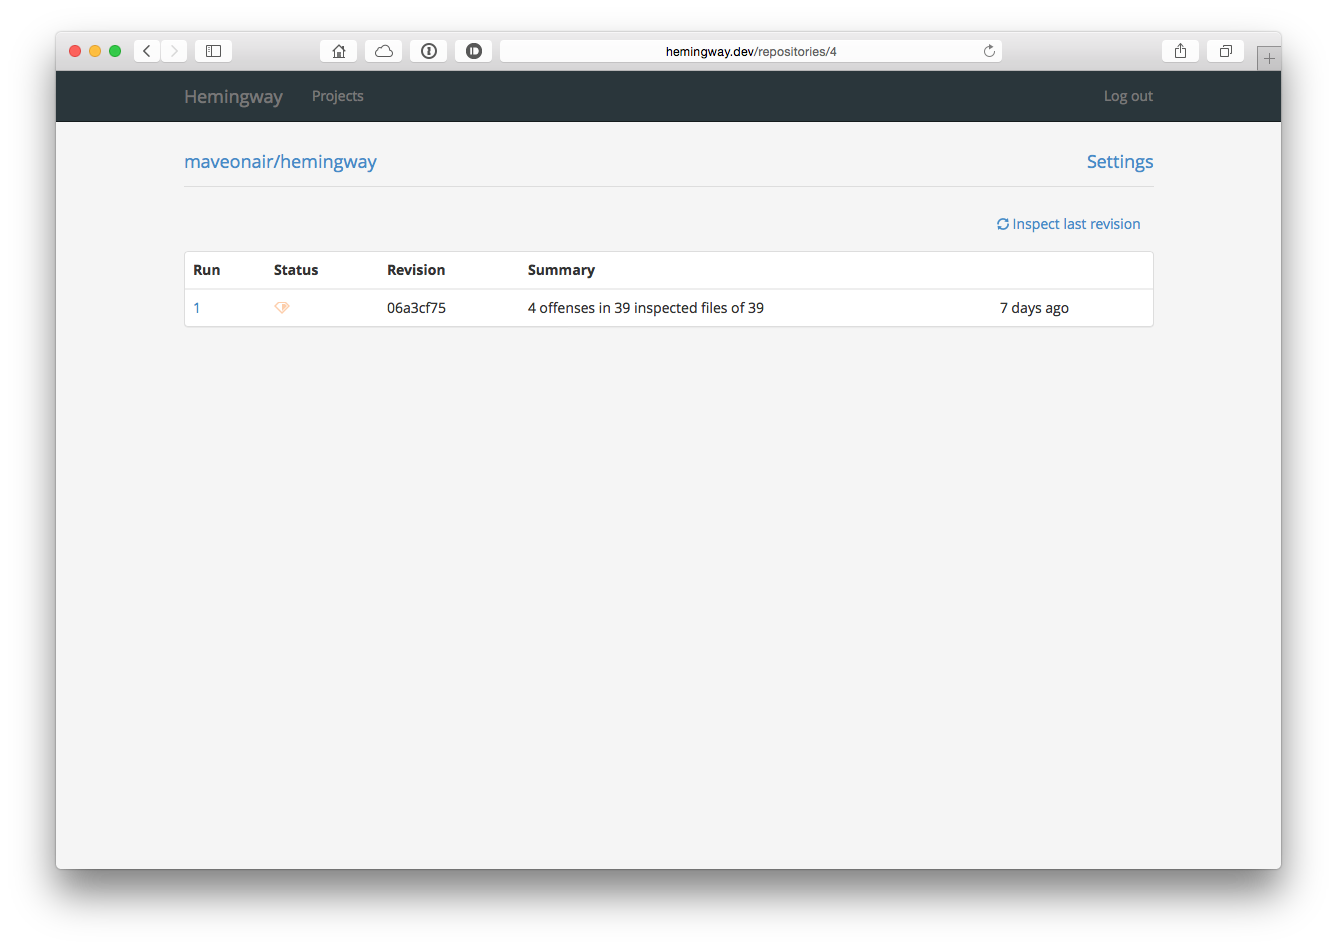 hemingway.dev/repositories/4
Hemingway Projects Log out
maveonair/hemingway Settings
Inspect last revision
Run Status Revision Summary
1 06a3cf75 4 offenses in 39 inspected files of 39 7 days ago